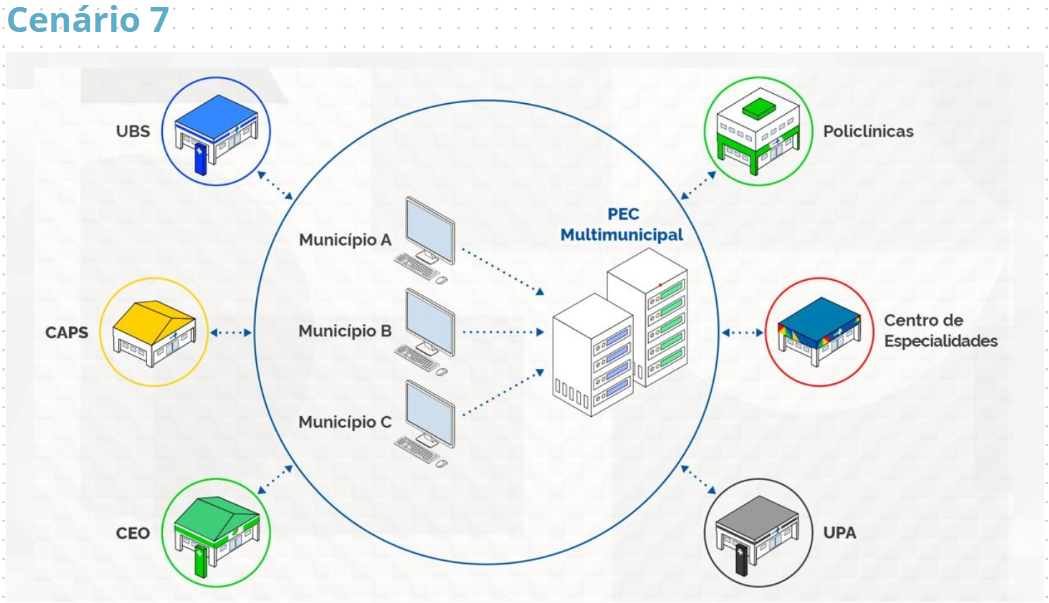 Cenário 7
UBS
Policlínicas
PEC
Multimunicipal
Município A
CAPS
Município B
Centro de
Especialidades
Município C
CEO
UPA